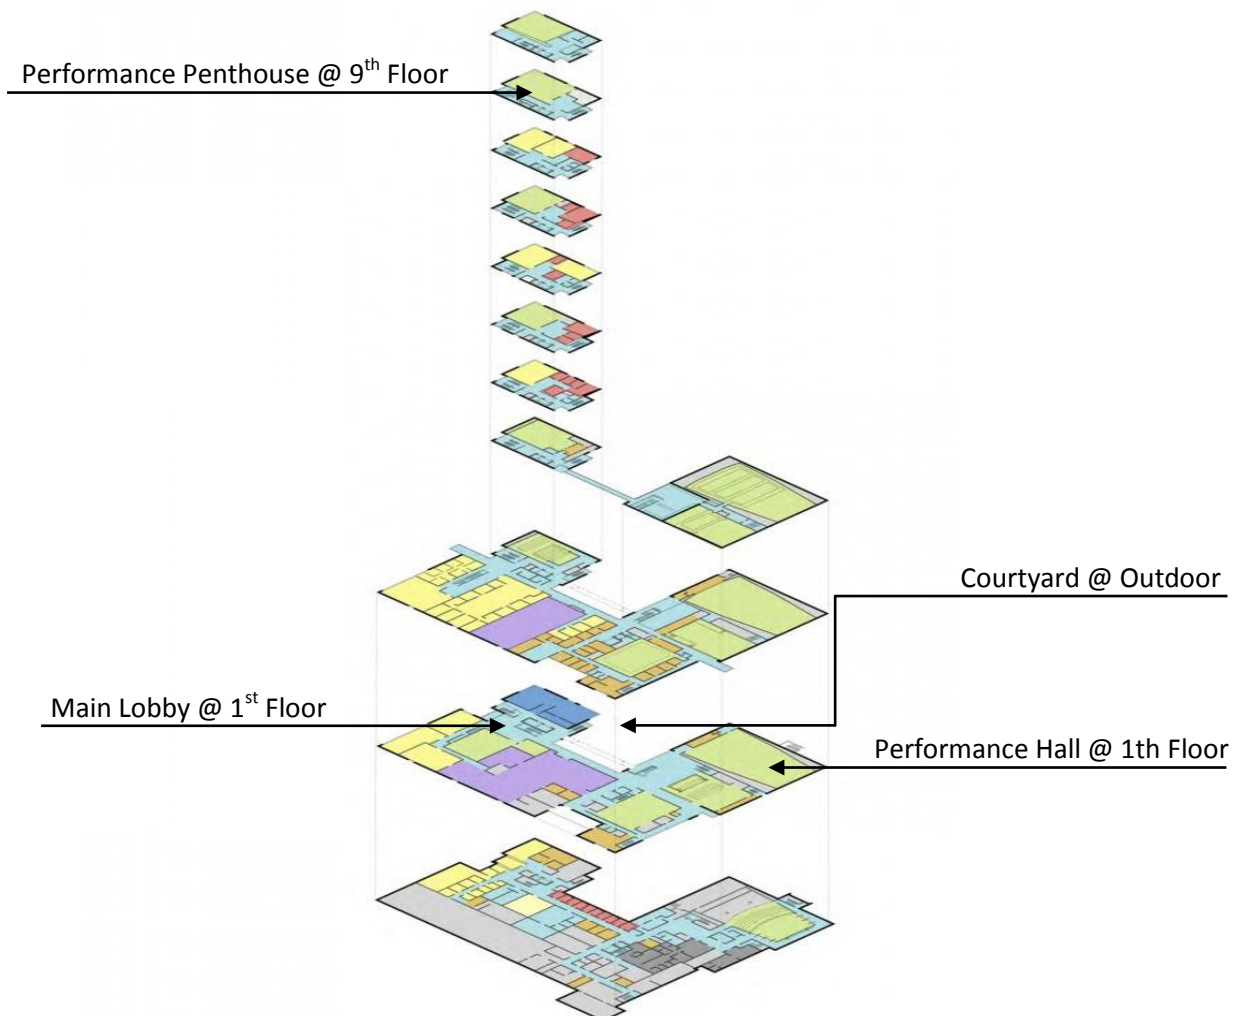 Performance Penthouse @ 9th Floor
Courtyard @ Outdoor
Main Lobby @ 1st Floor
Performance Hall @ 1th Floor